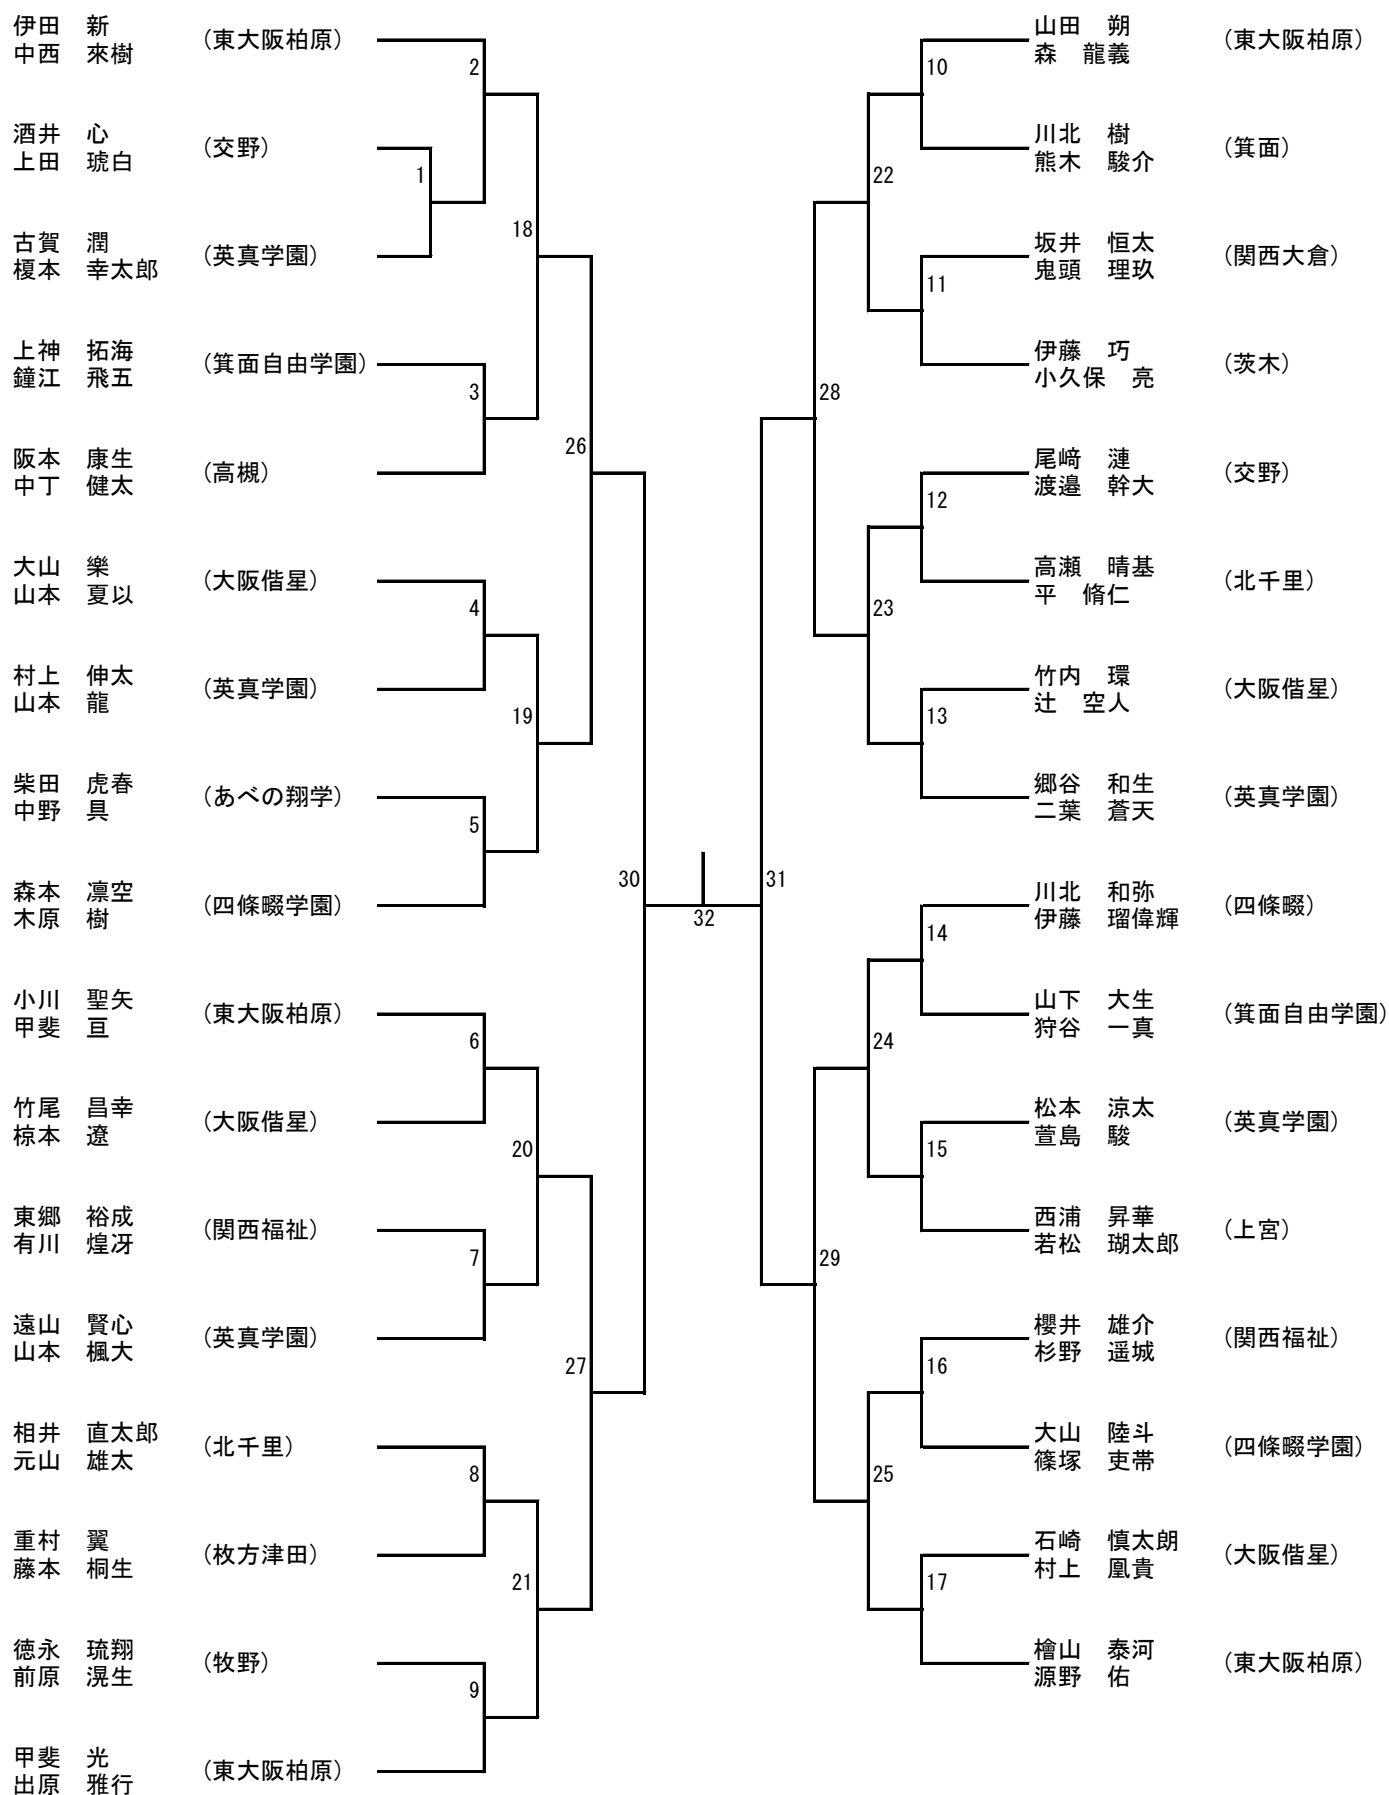 伊田　新
中西　來樹
（東大阪柏原）
酒井　心
上田　琥白
（交野）
古賀　潤
榎本　幸太郎
（英真学園）
上神　拓海
鐘江　飛五
（箕面自由学園）
阪本　康生
中丁　健太
（高槻）
大山　樂
山本　夏以
（大阪偕星）
村上　伸太
山本　龍
（英真学園）
柴田　虎春
中野　具
（あべの翔学）
森本　凛空
木原　樹
（四條畷学園）
小川　聖矢
甲斐　亘
（東大阪柏原）
竹尾　昌幸
椋本　遼
（大阪偕星）
東郷　裕成
有川　煌冴
（関西福祉）
遠山　賢心
山本　楓大
（英真学園）
相井　直太郎
元山　雄太
（北千里）
重村　翼
藤本　桐生
（枚方津田）
徳永　琉翔
前原　滉生
（牧野）
甲斐　光
出原　雅行
（東大阪柏原）
2
1
18
3
26
4
19
5
30
6
20
7
27
8
21
9
32
31
10
22
11
28
12
23
13
14
24
15
29
16
25
17
山田　朔
森　龍義
（東大阪柏原）
川北　樹
熊木　駿介
（箕面）
坂井　恒太
鬼頭　理玖
（関西大倉）
伊藤　巧
小久保　亮
（茨木）
尾﨑　漣
渡邉　幹大
（交野）
高瀬　晴基
平　脩仁
（北千里）
竹内　環
辻　空人
（大阪偕星）
郷谷　和生
二葉　蒼天
（英真学園）
川北　和弥
伊藤　瑠偉輝
（四條畷）
山下　大生
狩谷　一真
（箕面自由学園）
松本　涼太
萱島　駿
（英真学園）
西浦　昇華
若松　瑚太郎
（上宮）
櫻井　雄介
杉野　遥城
（関西福祉）
大山　陸斗
篠塚　吏帯
（四條畷学園）
石崎　慎太朗
村上　凰貴
（大阪偕星）
檜山　泰河
源野　佑
（東大阪柏原）